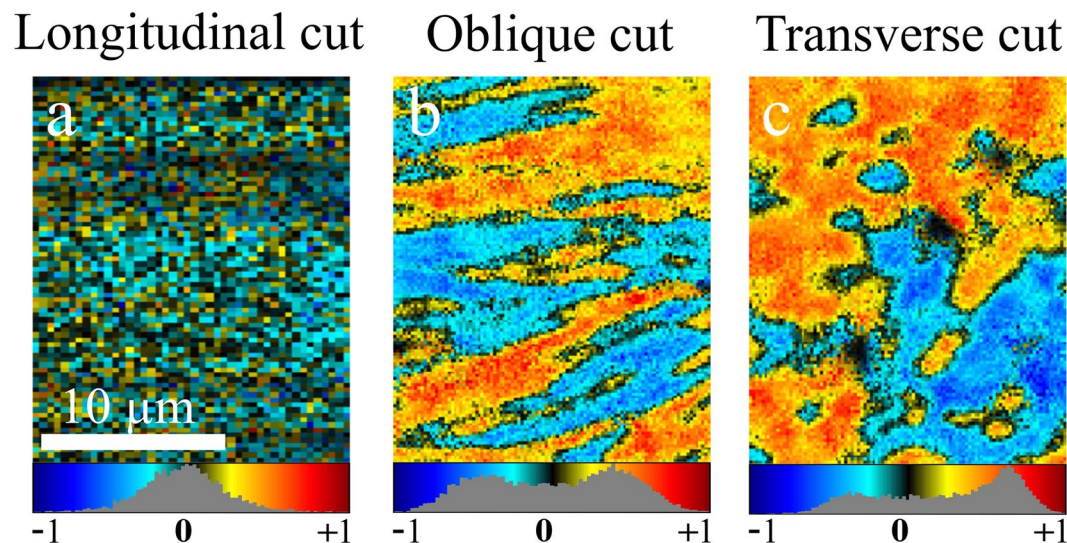 Longitudinal cut Oblique cut Transverse cut
a b c
10 μm
-1 0 +1 -1 0 +1 -1 0 +1